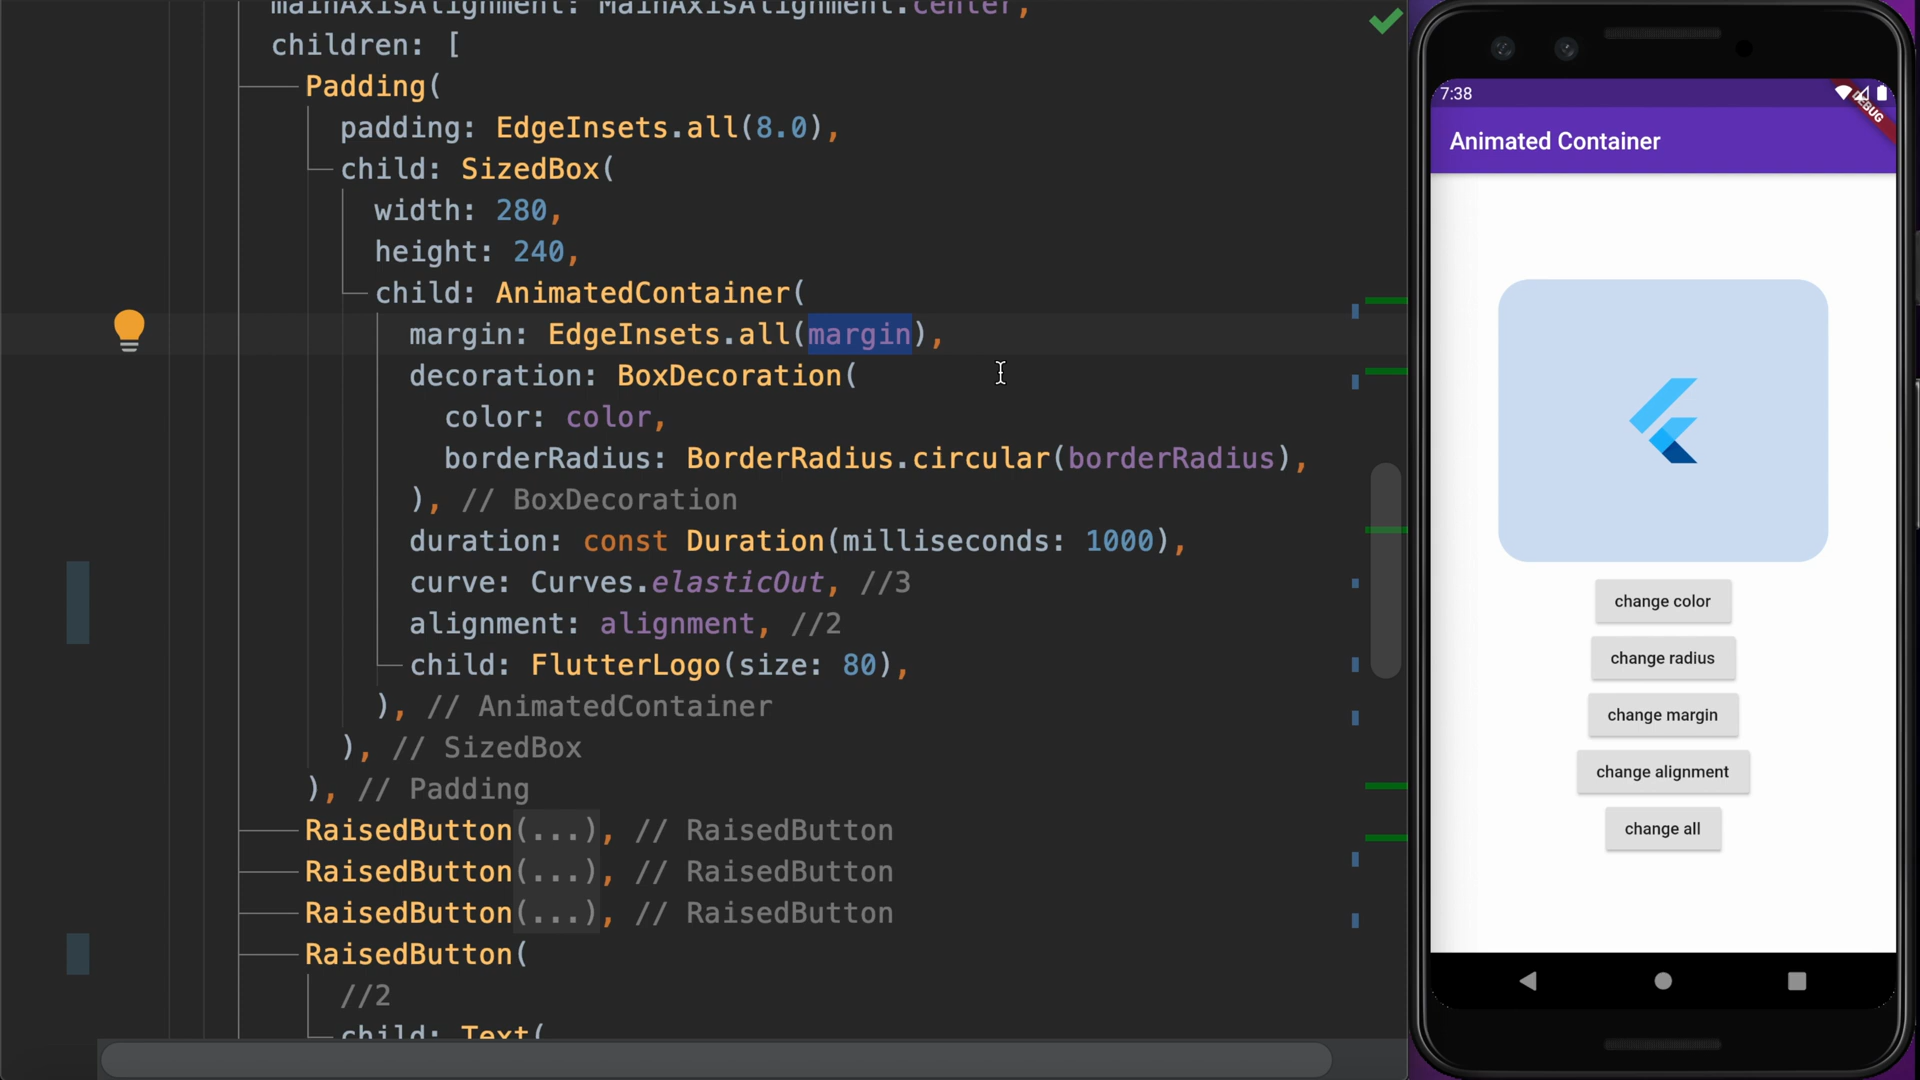 mainAxisAlignment: MainAxisAlignment.center,
children: [
Padding(
padding: EdgeInsets.all(8.0),
child: SizedBox(
width: 280,
height: 240,
child: AnimatedContainer(
margin: EdgeInsets.all(margin),
decoration: BoxDecoration(
color: color,
borderRadius: BorderRadius.circular(borderRadius),
), // BoxDecoration
duration: const Duration(milliseconds: 1000),
curve: Curves.elasticOut, //3
alignment: alignment, //2
child: FlutterLogo(size: 80),
), // AnimatedContainer
), // SizedBox
), // Padding
RaisedButton(...), // RaisedButton
RaisedButton(...), // RaisedButton
RaisedButton(...), // RaisedButton
RaisedButton(
//2
child: Text(
7:38
DEBUG
Animated Container
change color
change radius
change margin
change alignment
change all